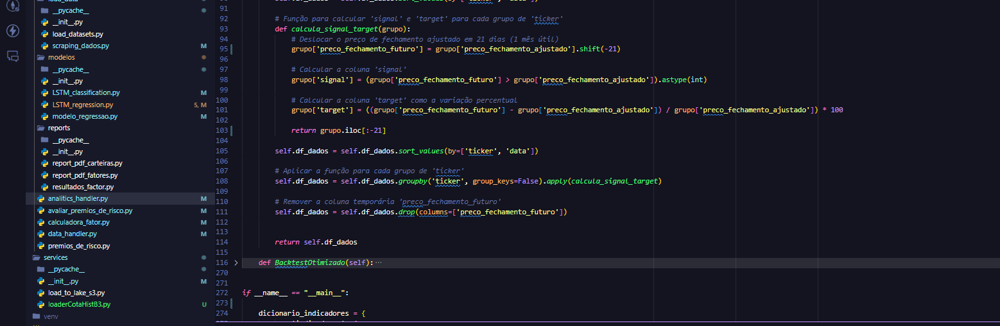 load_data
__pycache__
__init__.py
load_datasets.py
scraping_dados.py M
modelos
__pycache__
__init__.py
LSTM_classification.py M
LSTM_regression.py 5, M
modelo_regressao.py M
reports
__pycache__
__init__.py
report_pdf_carteiras.py
report_pdf_fatores.py
resultados_factor.py
analitics_handler.py M
avaliar_premios_de_risco.py M
calculadora_fator.py M
data_handler.py M
premios_de_risco.py
services
__pycache__
__init__.py M
load_to_lake_s3.py
loaderCotaHistB3.py U
venv
91
92 # Função para calcular 'signal' e 'target' para cada grupo de 'ticker'
93 def calcula_signal_target(grupo):
94 # Deslocar o preço de fechamento ajustado em 21 dias (1 mês útil)
95 grupo['preco_fechamento_futuro'] = grupo['preco_fechamento_ajustado'].shift(-21)
96
97 # Calcular a coluna 'signal'
98 grupo['signal'] = (grupo['preco_fechamento_futuro'] > grupo['preco_fechamento_ajustado']).astype(int)
99
100 # Calcular a coluna 'target' como a variação percentual
101 grupo['target'] = ((grupo['preco_fechamento_futuro'] - grupo['preco_fechamento_ajustado']) / grupo['preco_fechamento_ajustado']) * 100
102
103 return grupo.iloc[:-21]
104
105 self.df_dados = self.df_dados.sort_values(by=['ticker', 'data'])
106
107 # Aplicar a função para cada grupo de 'ticker'
108 self.df_dados = self.df_dados.groupby('ticker', group_keys=False).apply(calcula_signal_target)
109
110 # Remover a coluna temporária 'preco_fechamento_futuro'
111 self.df_dados = self.df_dados.drop(columns=['preco_fechamento_futuro'])
112
113
114 return self.df_dados
115
116 def BacktestOtimizado(self): ...
270
271
272 if __name__ == "__main__":
273
274 dicionario_indicadores = {